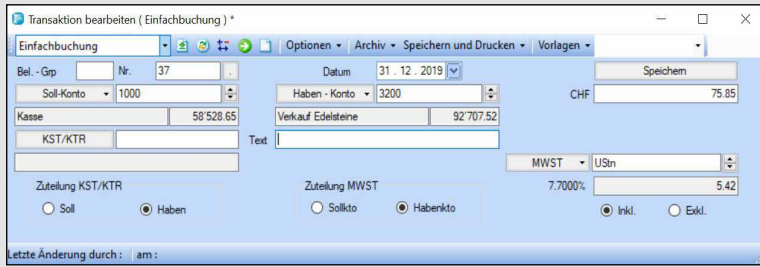 Transaktion bearbeiten ( Einfachbuchung ) *
Einfachbuchung Optionen Archiv Speichern und Drucken Vorlagen
Bel. - Grp Nr. 37 . Datum 31 . 12 . 2019 Speichern
Soll-Konto 1000 Haben - Konto 3200 CHF 75.85
Kasse 58'528.65 Verkauf Edelsteine 92'707.52
KST/KTR Text
MWST UStn
Zuteilung KST/KTR Zuteilung MWST 7.7000% 5.42
Soll Haben Sollkto Habenkto Inkl. Exkl.
Letzte Änderung durch : am :